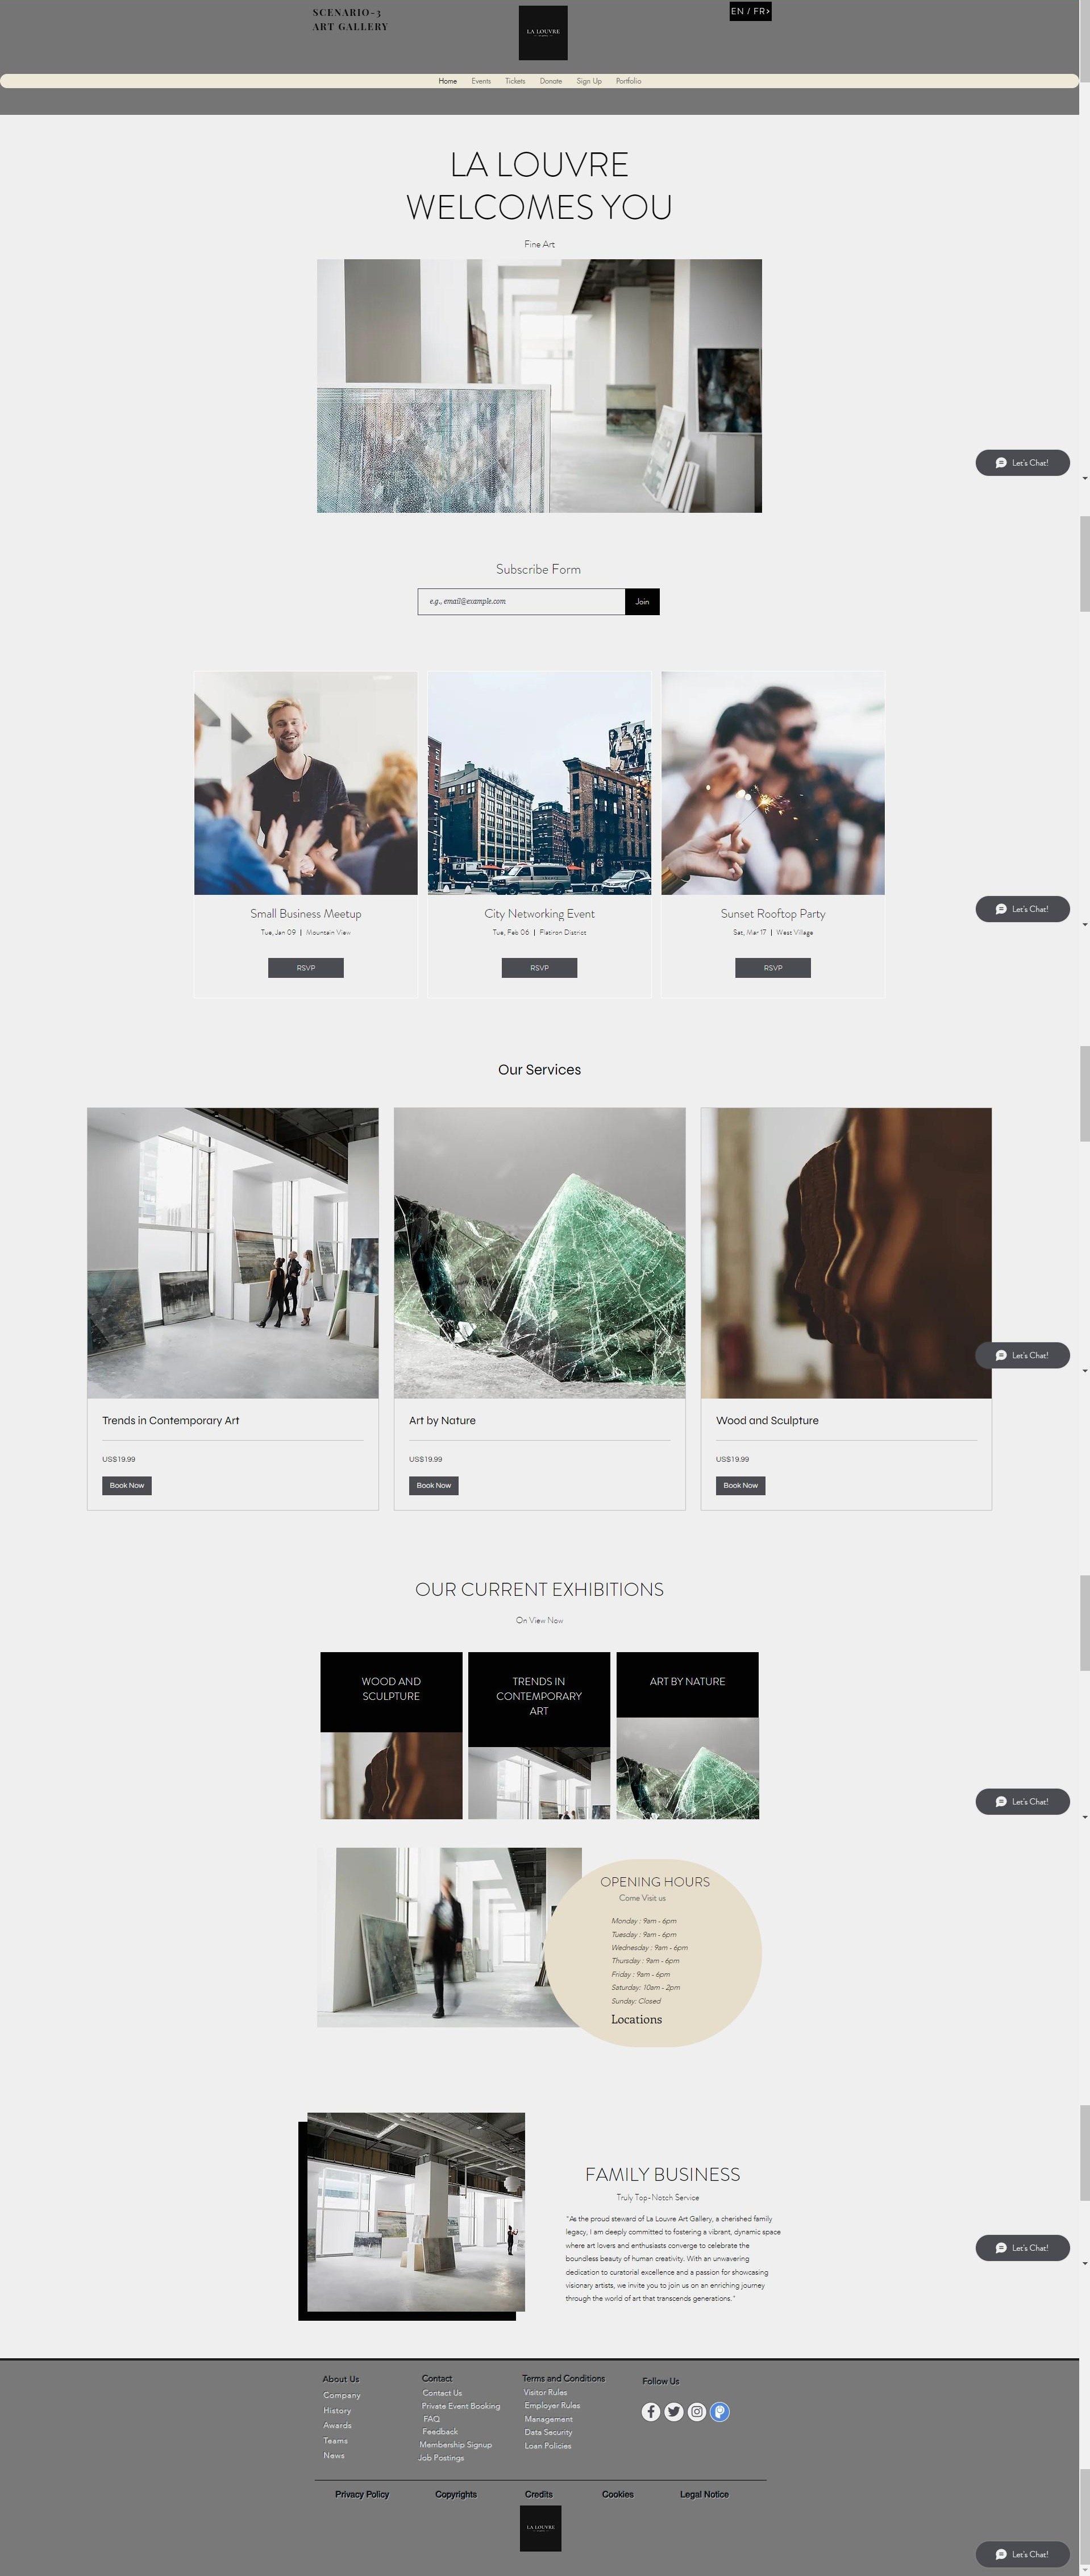 SCENARIO-3
ART GALLERY
LA LOUVRE
EN / FR>
Home Events Tickets Donate Sign Up Portfolio
LA LOUVRE
WELCOMES YOU
Fine Art
Let's Chat!
Subscribe Form
e.g., email@example.com
Join
Small Business Meetup City Networking Event Sunset Rooftop Party
Let's Chat!
Tue, Jan 09 | Mountain View Tue, Feb 06 | Flatiron District Sat, Mar 17 | West Village
RSVP RSVP RSVP
Our Services
Let's Chat!
Trends in Contemporary Art Art by Nature Wood and Sculpture
US$19.99 US$19.99 US$19.99
Book Now Book Now Book Now
OUR CURRENT EXHIBITIONS
On View Now
WOOD AND
SCULPTURE
TRENDS IN
CONTEMPORARY
ART
ART BY NATURE
Let's Chat!
OPENING HOURS
Come Visit us
Monday : 9am - 6pm
Tuesday : 9am - 6pm
Wednesday : 9am - 6pm
Thursday : 9am - 6pm
Friday : 9am - 6pm
Saturday: 10am - 2pm
Sunday: Closed
Locations
FAMILY BUSINESS
Truly Top-Notch Service
"As the proud steward of La Louvre Art Gallery, a cherished family
legacy, I am deeply committed to fostering a vibrant, dynamic space
where art lovers and enthusiasts converge to celebrate the
boundless beauty of human creativity. With an unwavering
dedication to curatorial excellence and a passion for showcasing
visionary artists, we invite you to join us on an enriching journey
through the world of art that transcends generations."
Let's Chat!
About Us
Company
History
Awards
Teams
News
Contact
Contact Us
Private Event Booking
FAQ
Feedback
Membership Signup
Job Postings
Terms and Conditions
Visitor Rules
Employer Rules
Management
Data Security
Loan Policies
Follow Us
Privacy Policy Copyrights Credits Cookies Legal Notice
LA LOUVRE
Let's Chat!